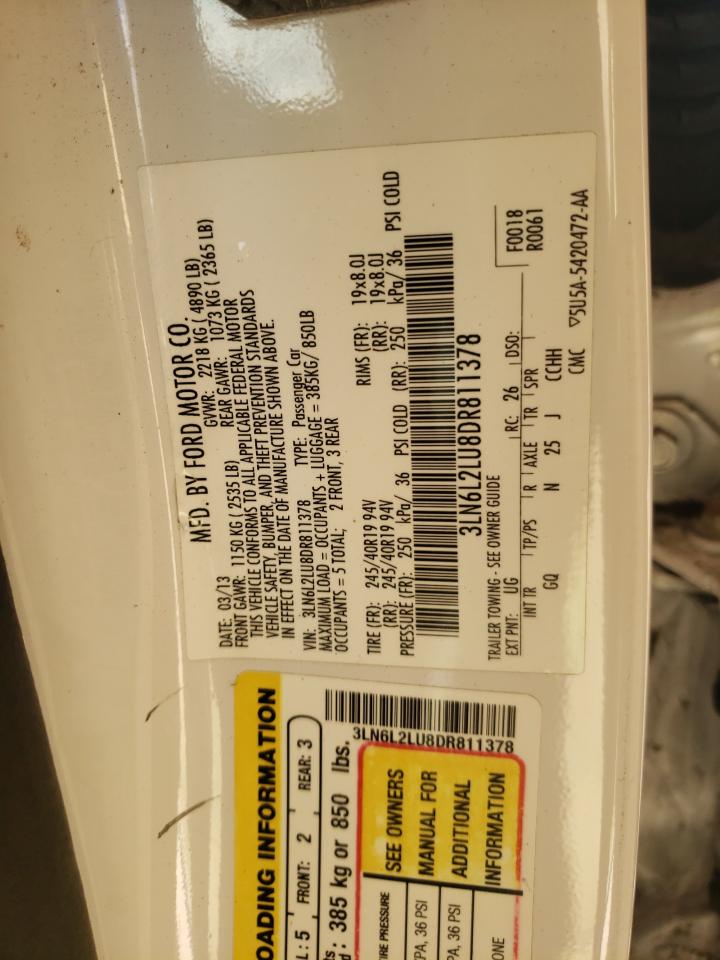 MFD. BY FORD MOTOR CO.
DATE: 03/13 GVWR: 2218 KG ( 4890 LB)
FRONT GAWR: 1150 KG ( 2535 LB) REAR GAWR: 1073 KG ( 2365 LB)
THIS VEHICLE CONFORMS TO ALL APPLICABLE FEDERAL MOTOR
VEHICLE SAFETY, BUMPER, AND THEFT PREVENTION STANDARDS
IN EFFECT ON THE DATE OF MANUFACTURE SHOWN ABOVE.
VIN: 3LN6L2LU8DR811378 TYPE: Passenger Car
MAXIMUM LOAD = OCCUPANTS + LUGGAGE = 385KG/ 850LB
OCCUPANTS = 5 TOTAL; 2 FRONT, 3 REAR
TIRE (FR): 245/40R19 94V RIMS (FR): 19x8.0J
(RR): 245/40R19 94V (RR): 19x8.0J
PRESSURE (FR): 250 kPa/ 36 PSI COLD (RR): 250 kPa/ 36 PSI COLD
3LN6L2LU8DR811378
TRAILER TOWING - SEE OWNER GUIDE
EXT PNT: UG RC: 26 DSO: F0018
R0061
INT TR TP/PS R AXLE TR SPR
GQ N 25 J CCHH
CMC ▽5U5A-5420472-AA
OADING INFORMATION
L: 5 FRONT: 2 REAR: 3
: 385 kg or 850 lbs.
3LN6L2LU8DR811378
IRE PRESSURE SEE OWNERS
PA, 36 PSI MANUAL FOR
PA, 36 PSI ADDITIONAL
ONE INFORMATION